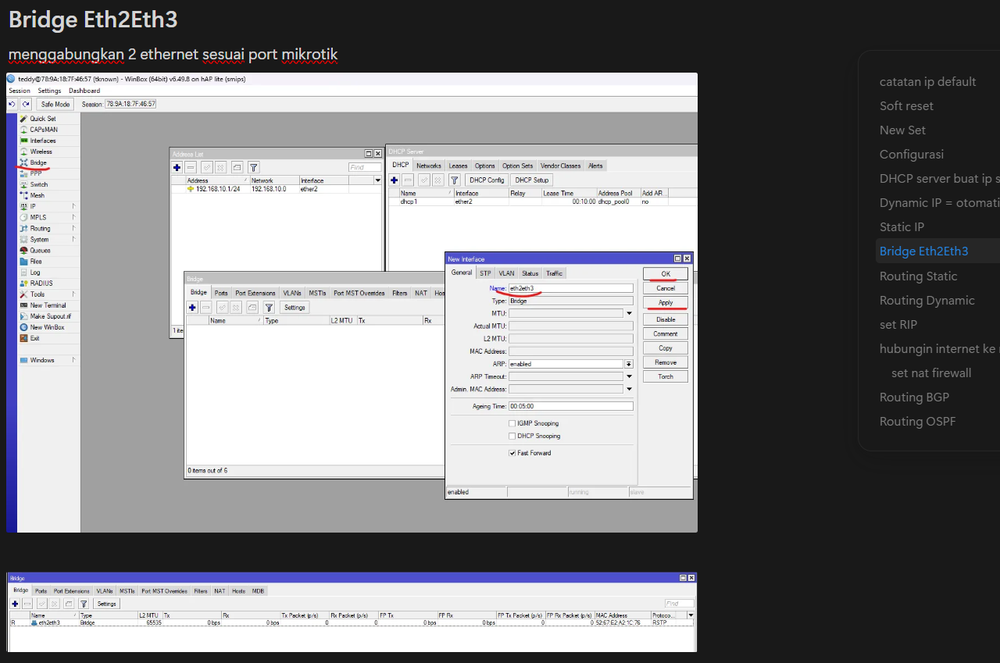 Bridge Eth2Eth3
menggabungkan 2 ethernet sesuai port mikrotik
teddy@78:9A:18:7F:46:57 (tknown) - WinBox (64bit) v6.49.8 on hAP lite (smips)
Session Settings Dashboard
Safe Mode Session: 78:9A:18:7F:46:57
Quick Set
CAPsMAN
Interfaces
Wireless
Bridge
PPP
Switch
Mesh
IP
MPLS
Routing
System
Queues
Files
Log
RADIUS
Tools
New Terminal
Make Supout.rif
New WinBox
Exit
Windows
Address List
Find
Address Network Interface
192.168.10.1/24 192.168.10.0 ether2
1 ite
DHCP Server
DHCP Networks Leases Options Option Sets Vendor Classes Alerts
DHCP Config DHCP Setup
Name Interface Relay Lease Time Address Pool Add AR...
dhcp1 ether2 00:10:00 dhcp_pool0 no
Bridge
Bridge Ports Port Extensions VLANs MSTIs Port MST Overrides Filters NAT Hos
Settings
Name Type L2 MTU Tx Rx
0 items out of 6
New Interface
General STP VLAN Status Traffic
Name: eth2eth3
Type: Bridge
MTU:
Actual MTU:
L2 MTU:
MAC Address:
ARP: enabled
ARP Timeout:
Admin. MAC Address:
Ageing Time: 00:05:00
IGMP Snooping
DHCP Snooping
Fast Forward
OK
Cancel
Apply
Disable
Comment
Copy
Remove
Torch
enabled running slave
Bridge
Bridge Ports Port Extensions VLANs MSTIs Port MST Overrides Filters NAT Hosts MDB
Settings Find
Name Type L2 MTU Tx Rx Tx Packet (p/s) Rx Packet (p/s) FP Tx FP Rx FP Tx Packet (p/s) FP Rx Packet (p/s) MAC Address Protoco...
R eth2eth3 Bridge 65535 0 bps 0 bps 0 0 0 bps 0 bps 0 0 52:67:E2:A2:1C:76 RSTP
catatan ip default
Soft reset
New Set
Configurasi
DHCP server buat ip s
Dynamic IP = otomati
Static IP
Bridge Eth2Eth3
Routing Static
Routing Dynamic
set RIP
hubungin internet ke
set nat firewall
Routing BGP
Routing OSPF